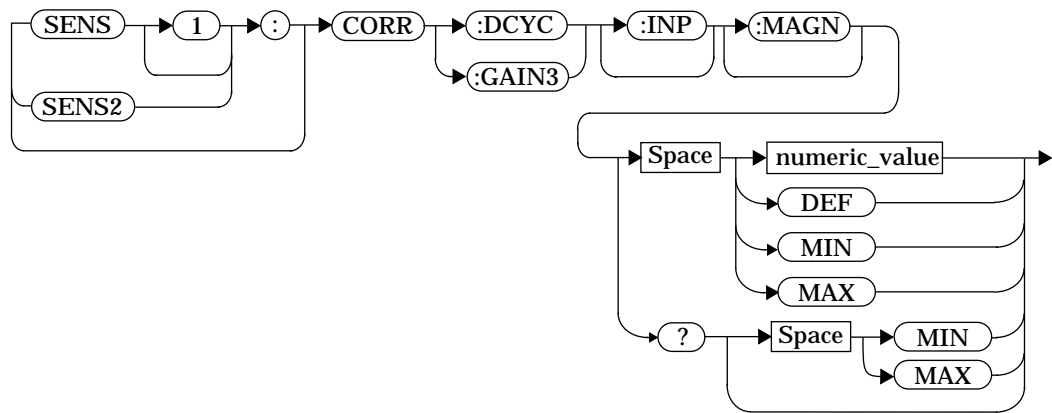 SENS 1 : CORR :DCYC :INP :MAGN
:GAIN3
SENS2
Space numeric_value
DEF
MIN
MAX
? Space MIN
MAX